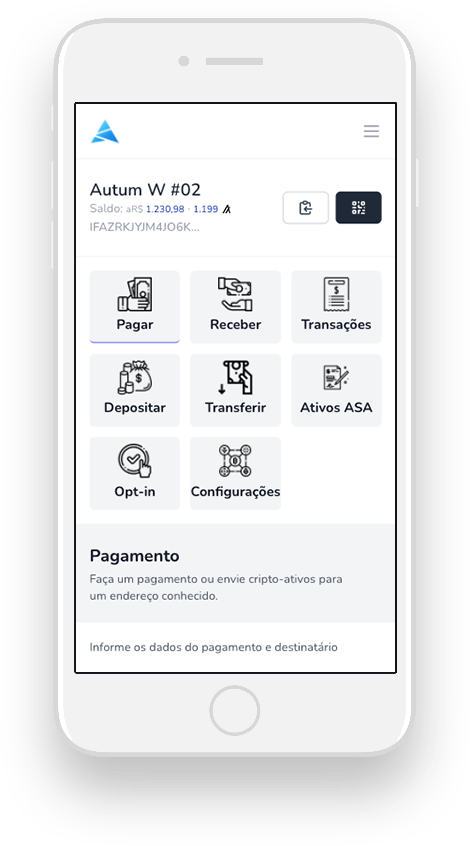 Autum W #02
Saldo: aR$ 1.230,98 · 1.199
IFAZRKJYJM4JO6K...
Pagar
Receber
Transações
Depositar
Transferir
Ativos ASA
Opt-in
Configurações
Pagamento
Faça um pagamento ou envie cripto-ativos para
um endereço conhecido.
Informe os dados do pagamento e destinatário